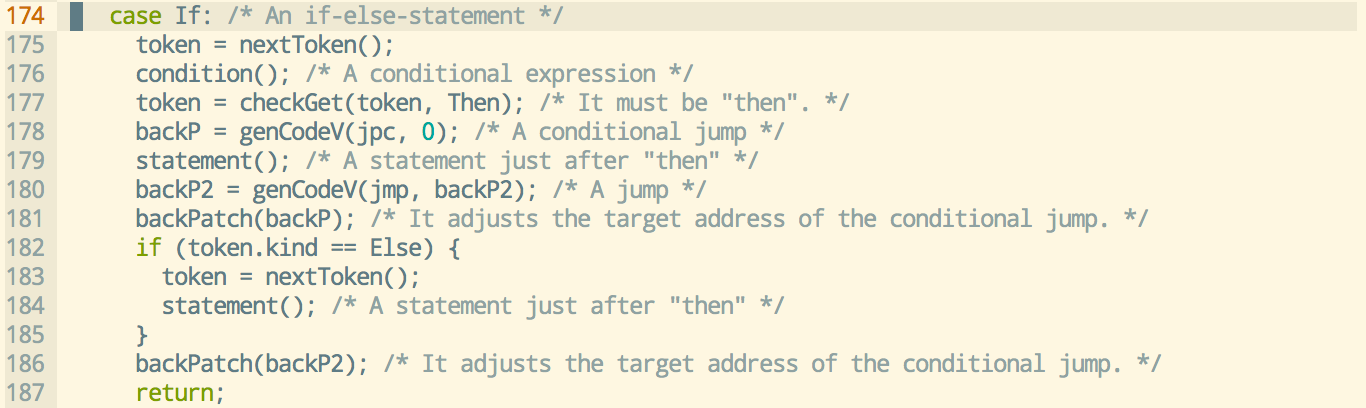 174 case If: /* An if-else-statement */
175 token = nextToken();
176 condition(); /* A conditional expression */
177 token = checkGet(token, Then); /* It must be "then". */
178 backP = genCodeV(jpc, 0); /* A conditional jump */
179 statement(); /* A statement just after "then" */
180 backP2 = genCodeV(jmp, backP2); /* A jump */
181 backPatch(backP); /* It adjusts the target address of the conditional jump. */
182 if (token.kind == Else) {
183 token = nextToken();
184 statement(); /* A statement just after "then" */
185 }
186 backPatch(backP2); /* It adjusts the target address of the conditional jump. */
187 return;